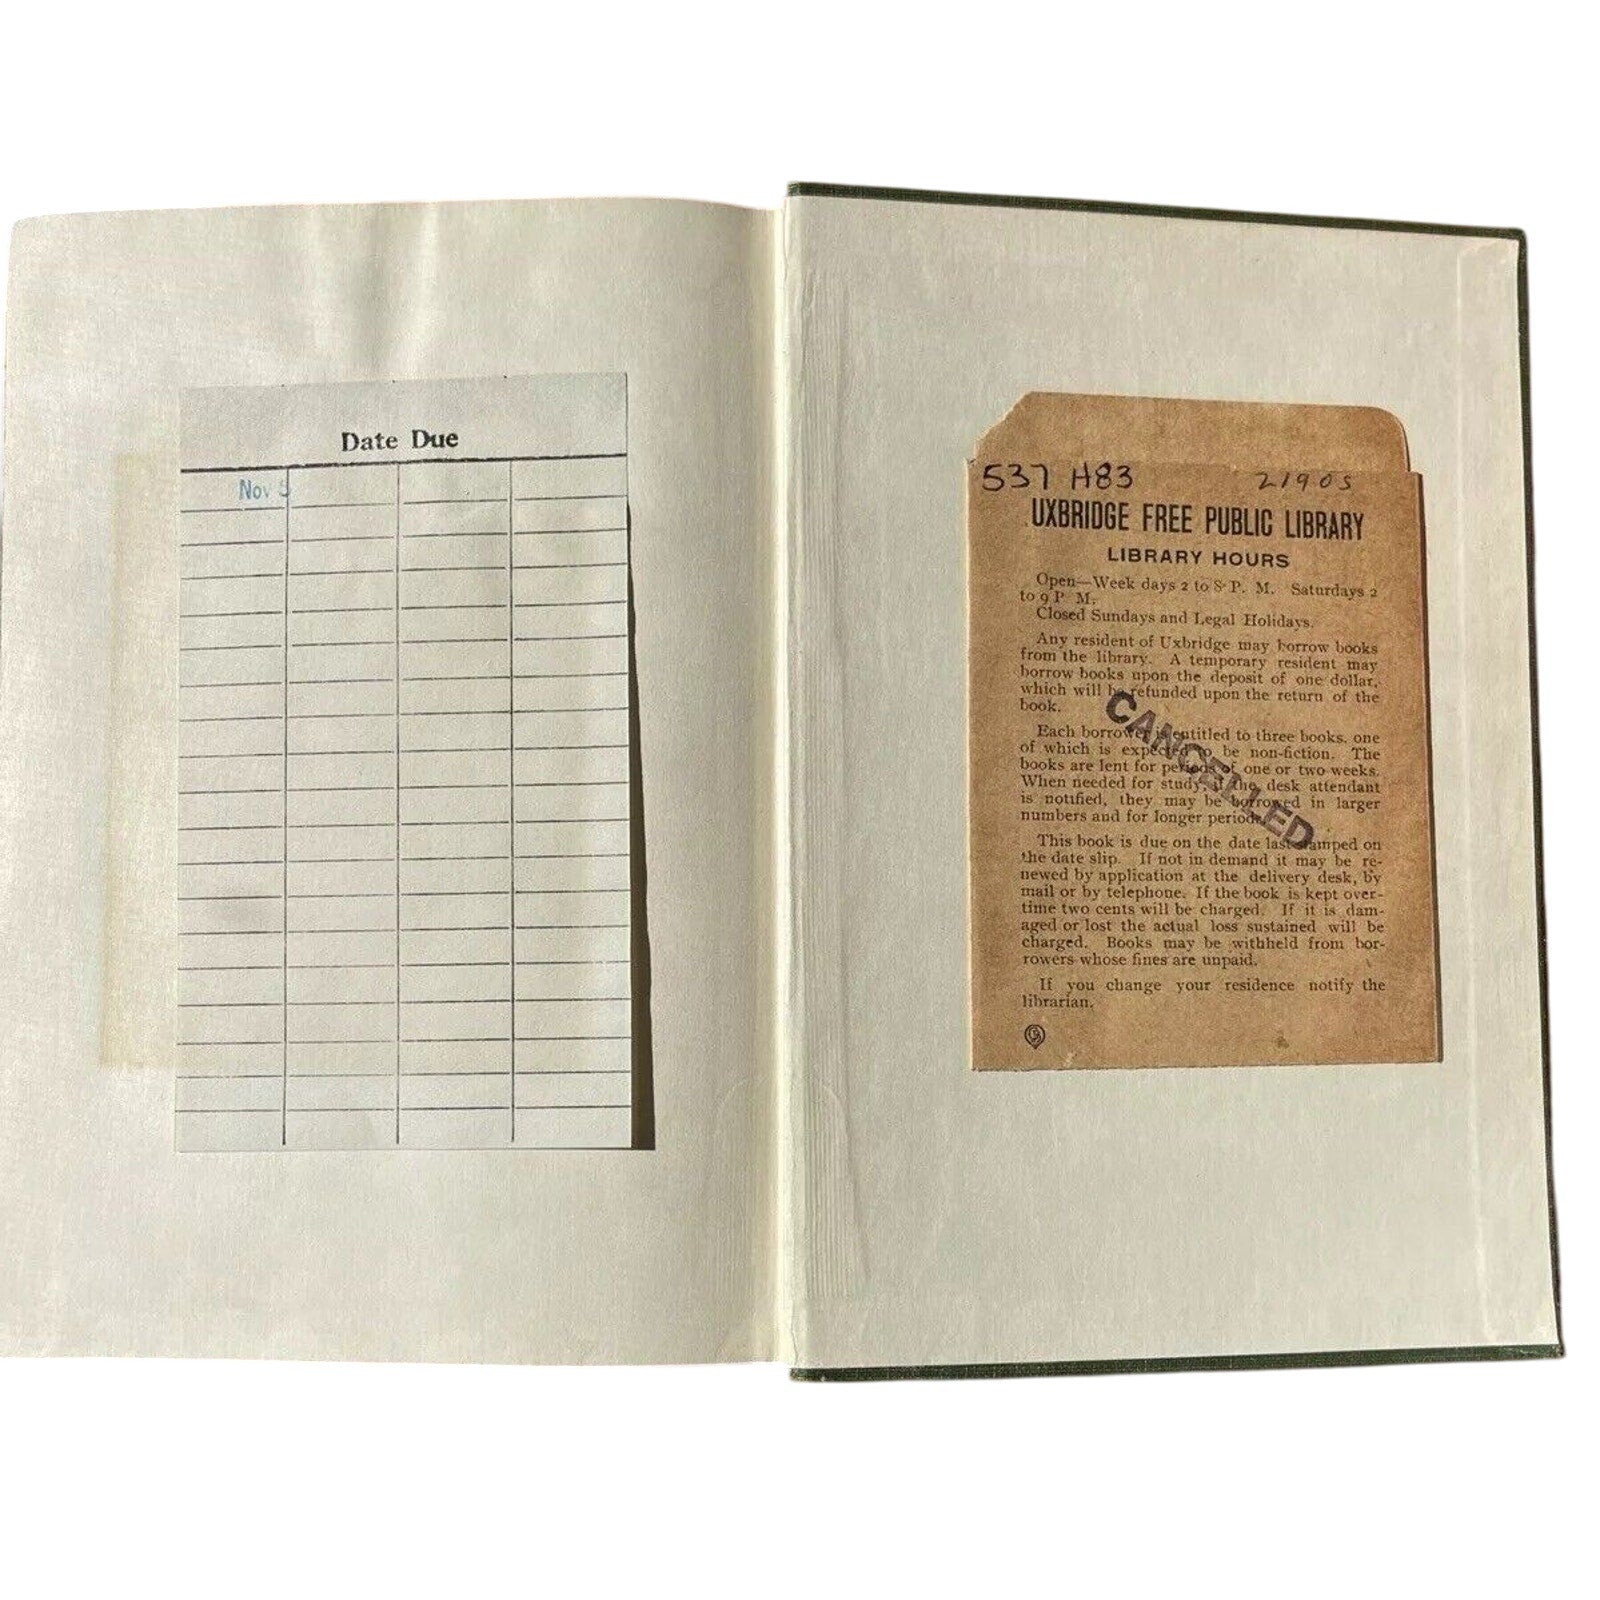 Date Due
Nov 5
537 H83 21905
UXBRIDGE FREE PUBLIC LIBRARY
LIBRARY HOURS
Open—Week days 2 to 8 P. M. Saturdays 2
to 9 P M.
Closed Sundays and Legal Holidays.
Any resident of Uxbridge may borrow books
from the library. A temporary resident may
borrow books upon the deposit of one dollar,
which will be refunded upon the return of the
book.
Each borrower is entitled to three books, one
of which is expected to be non-fiction. The
books are lent for periods of one or two weeks.
When needed for study, if the desk attendant
is notified, they may be borrowed in larger
numbers and for longer periods.
This book is due on the date last stamped on
the date slip. If not in demand it may be re-
newed by application at the delivery desk, by
mail or by telephone. If the book is kept over-
time two cents will be charged. If it is dam-
aged or lost the actual loss sustained will be
charged. Books may be withheld from bor-
rowers whose fines are unpaid.
If you change your residence notify the
librarian.
CANCELLED